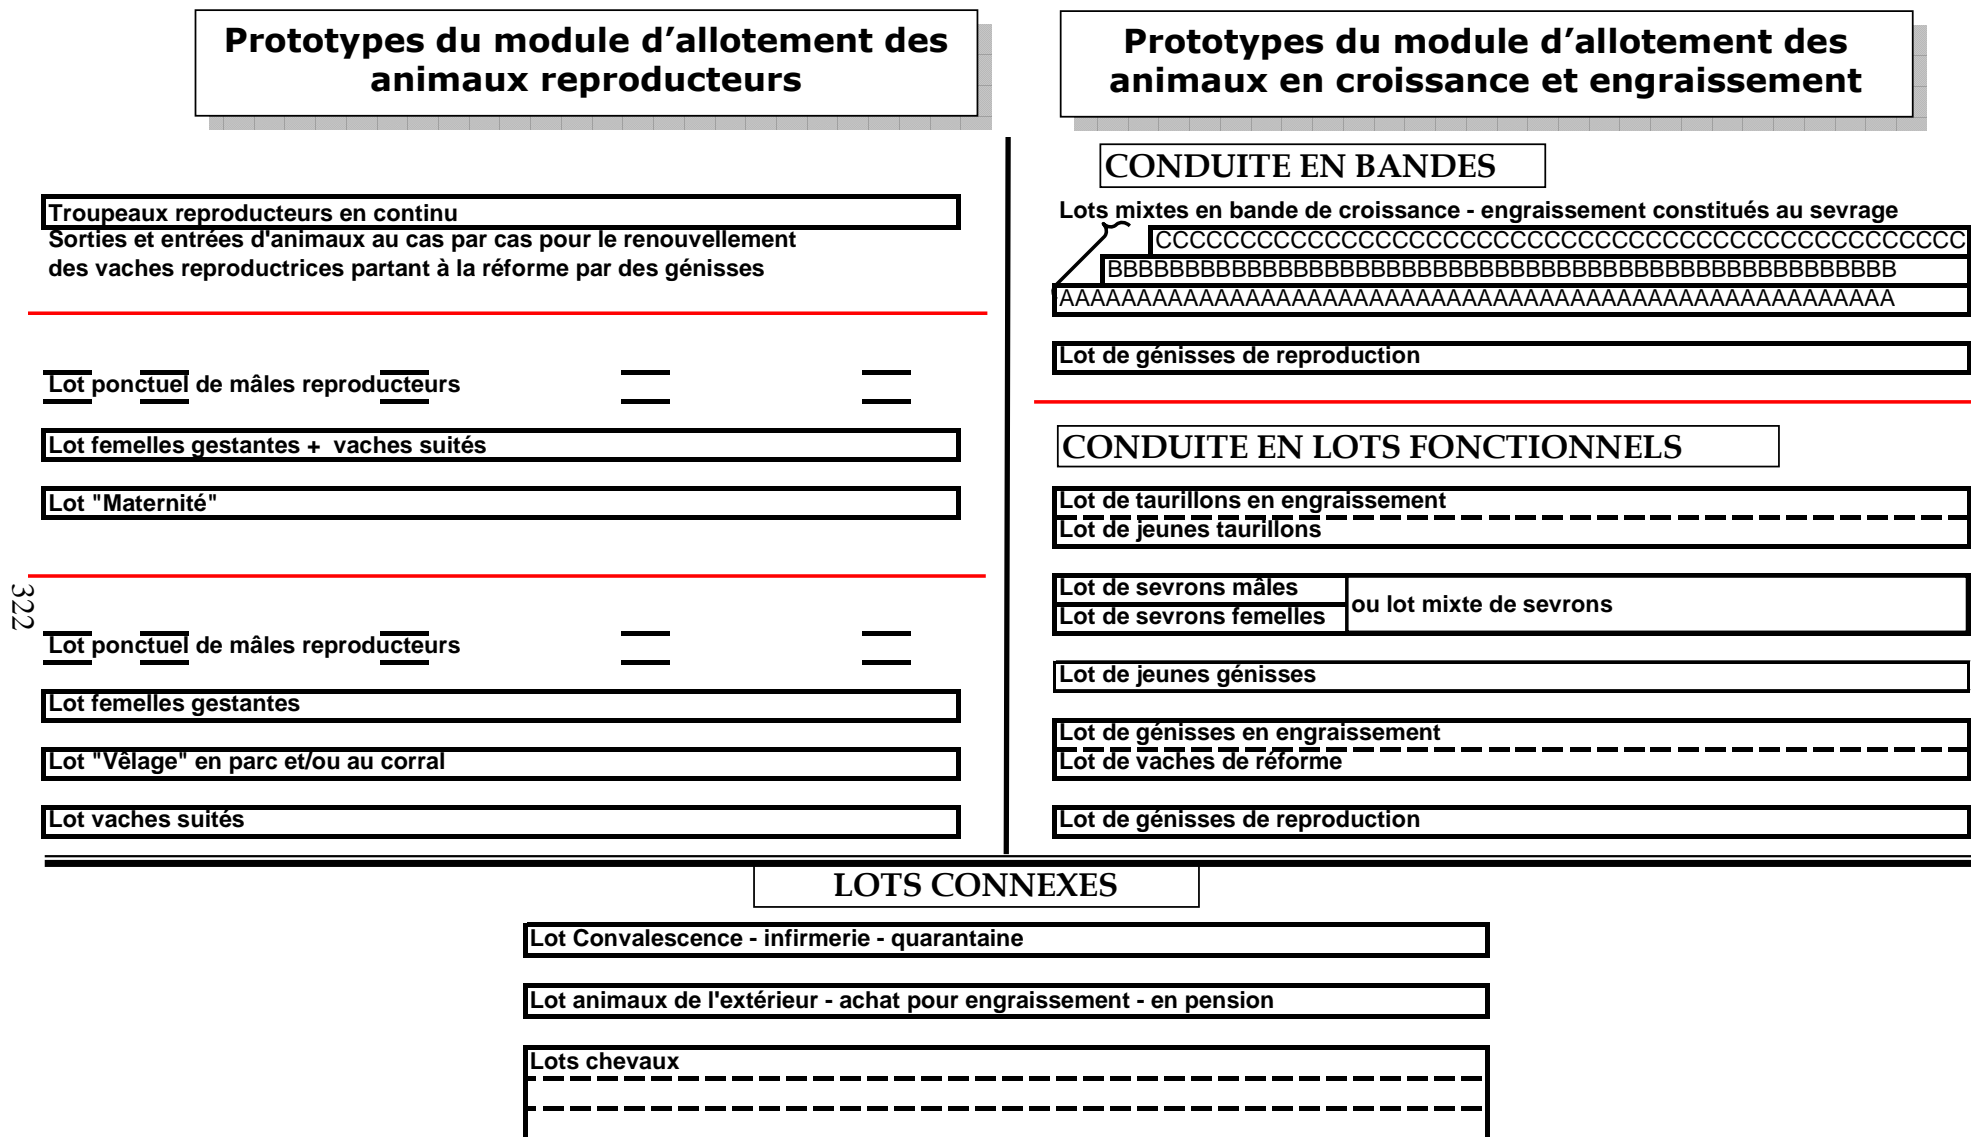 Prototypes du module d’allotement des
animaux reproducteurs
Troupeaux reproducteurs en continu
Sorties et entrées d'animaux au cas par cas pour le renouvellement
des vaches reproductrices partant à la réforme par des génisses
Lot ponctuel de mâles reproducteurs
Lot femelles gestantes + vaches suités
Lot "Maternité"
Lot ponctuel de mâles reproducteurs
Lot femelles gestantes
Lot "Vêlage" en parc et/ou au corral
Lot vaches suités
322
Prototypes du module d’allotement des
animaux en croissance et engraissement
CONDUITE EN BANDES
Lots mixtes en bande de croissance - engraissement constitués au sevrage
CCCCCCCCCCCCCCCCCCCCCCCCCCCCCCCCCCCCCCCCCCCCCCCC
BBBBBBBBBBBBBBBBBBBBBBBBBBBBBBBBBBBBBBBBBBBBBBBBBBB
AAAAAAAAAAAAAAAAAAAAAAAAAAAAAAAAAAAAAAAAAAAAAAAAAAAAAA
Lot de génisses de reproduction
CONDUITE EN LOTS FONCTIONNELS
Lot de taurillons en engraissement
Lot de jeunes taurillons
Lot de sevrons mâles
Lot de sevrons femelles
ou lot mixte de sevrons
Lot de jeunes génisses
Lot de génisses en engraissement
Lot de vaches de réforme
Lot de génisses de reproduction
LOTS CONNEXES
Lot Convalescence - infirmerie - quarantaine
Lot animaux de l'extérieur - achat pour engraissement - en pension
Lots chevaux